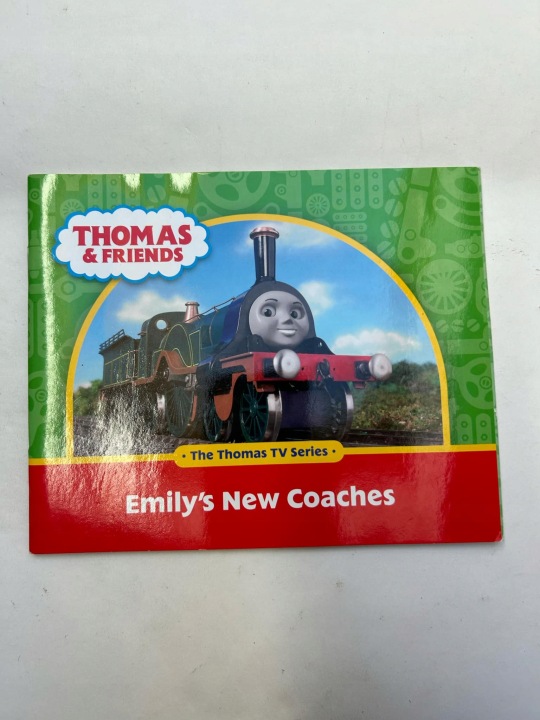 THOMAS
& FRIENDS
• The Thomas TV Series •
Emily's New Coaches